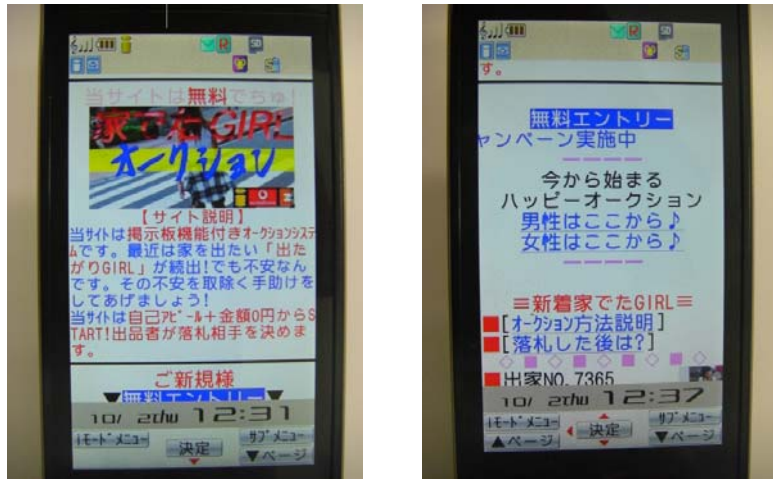 当サイトは無料でちゅ!
家でたGIRL
オークション
【サイト説明】
当サイトは掲示板機能付きオークションシステ
ムです。最近は家を出たい「出た
がりGIRL」が続出!でも不安なん
です。その不安を取除く手助けを
してあげましょう!
当サイトは自己アピール+金額0円からS
TART!出品者が落札相手を決めま
す。
ご新規様
▼無料エントリー▼
10/ 2thu 12:31
iモードメニュー
決定
サブメニュー
▼ページ
す。
無料エントリー
ャンペーン実施中
今から始まる
ハッピーオークション
男性はここから♪
女性はここから♪
≡新着家でたGIRL≡
■[オークション方法説明]
■[落札した後は?]
◇■◇■◇■◇■◇
■出家NO.7365
10/ 2thu 12:37
iモードメニュー
▲ページ
決定
サブメニュー
▼ページ